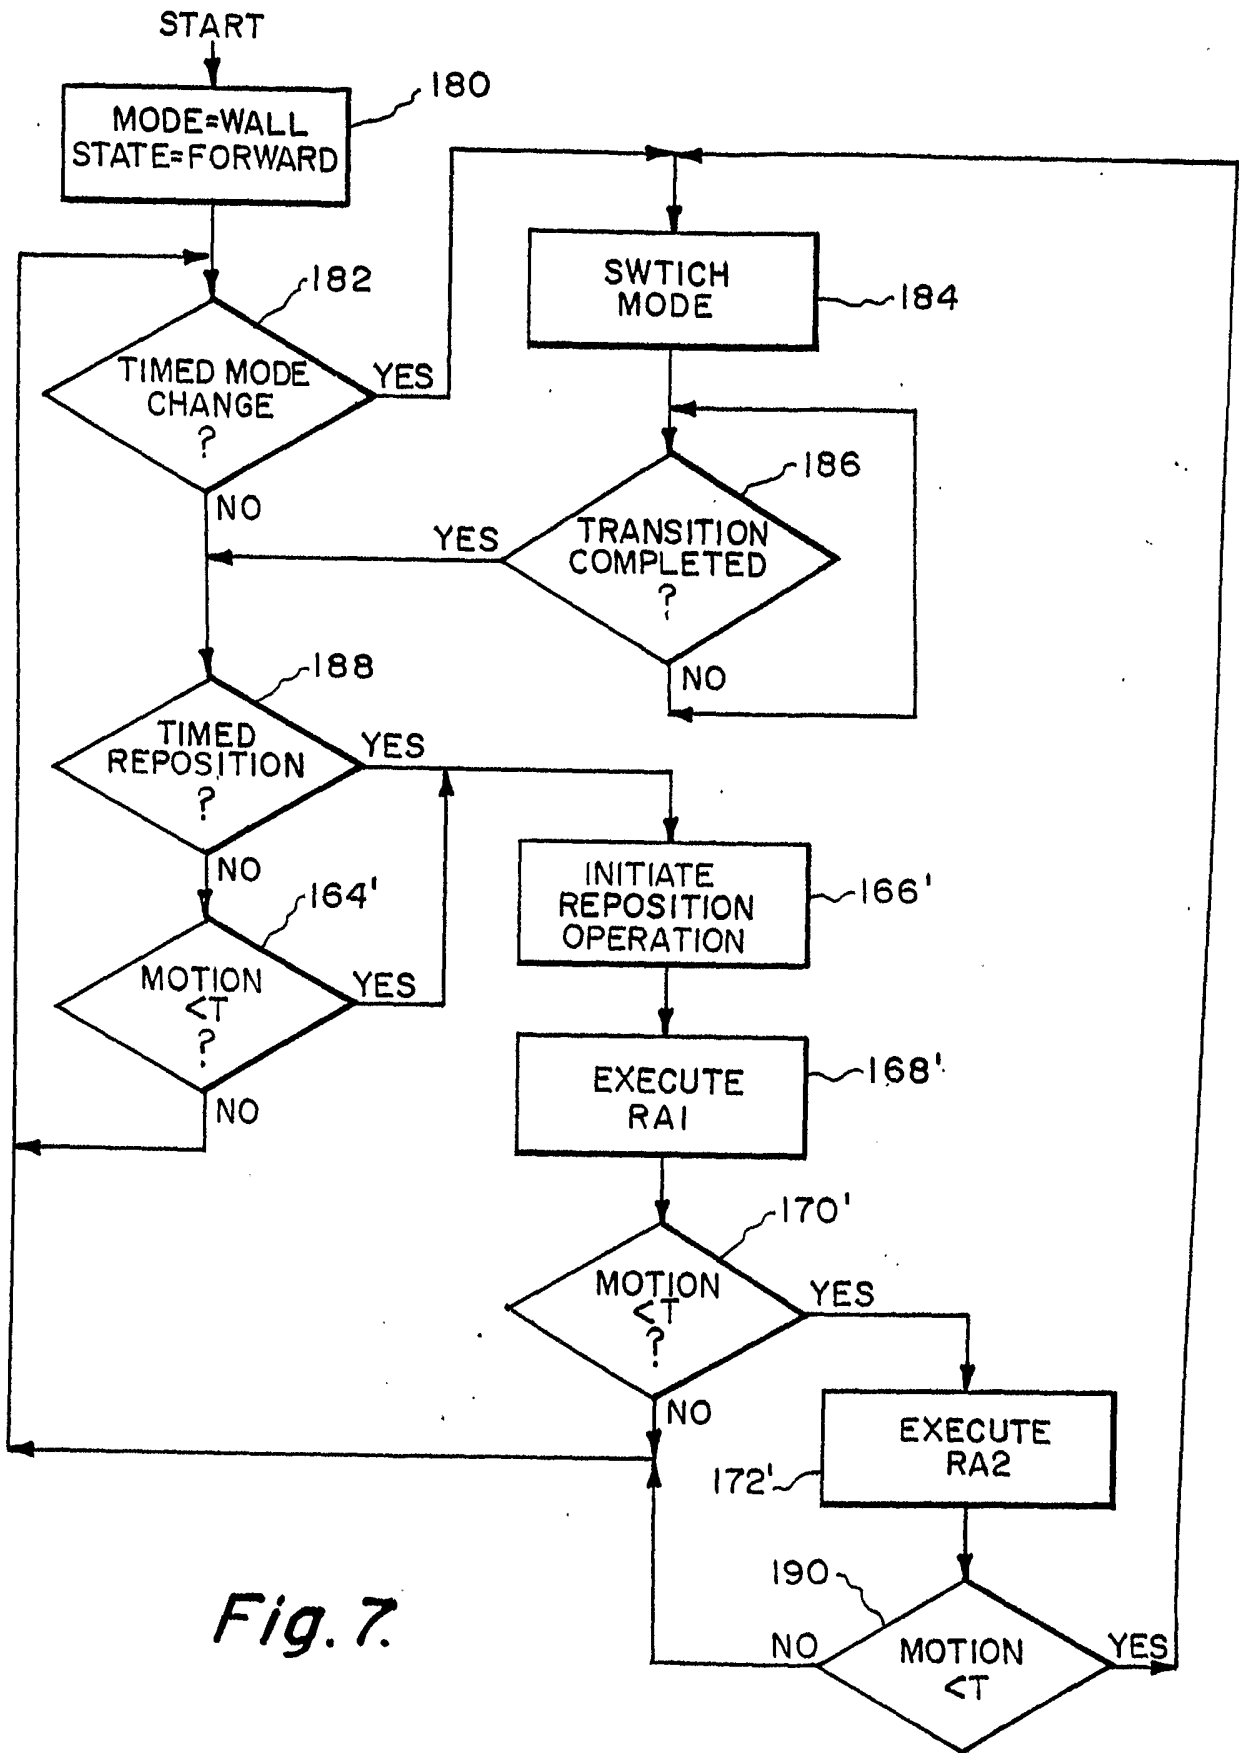 START
180
MODE=WALL
STATE=FORWARD
182
TIMED MODE
CHANGE
?
YES
NO
SWTICH
MODE
184
186
TRANSITION
COMPLETED
?
YES
NO
188
TIMED
REPOSITION
?
YES
NO
164'
MOTION
<T
?
YES
NO
INITIATE
REPOSITION
OPERATION
166'
EXECUTE
RA1
168'
170'
MOTION
<T
?
YES
NO
EXECUTE
RA2
172'
190
MOTION
<T
NO
YES
Fig. 7.